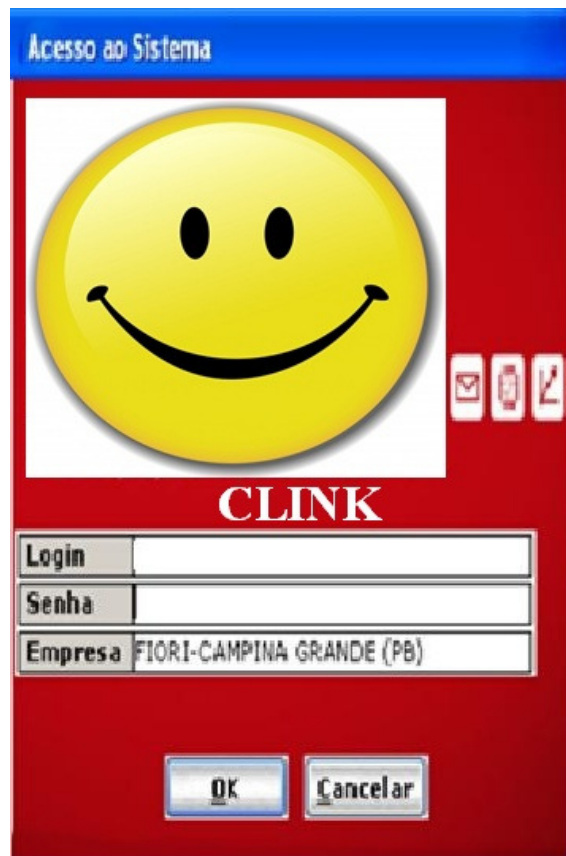 Acesso ao Sistema
CLINK
Login
Senha
Empresa FIORI-CAMPINA GRANDE (PB)
OK Cancelar